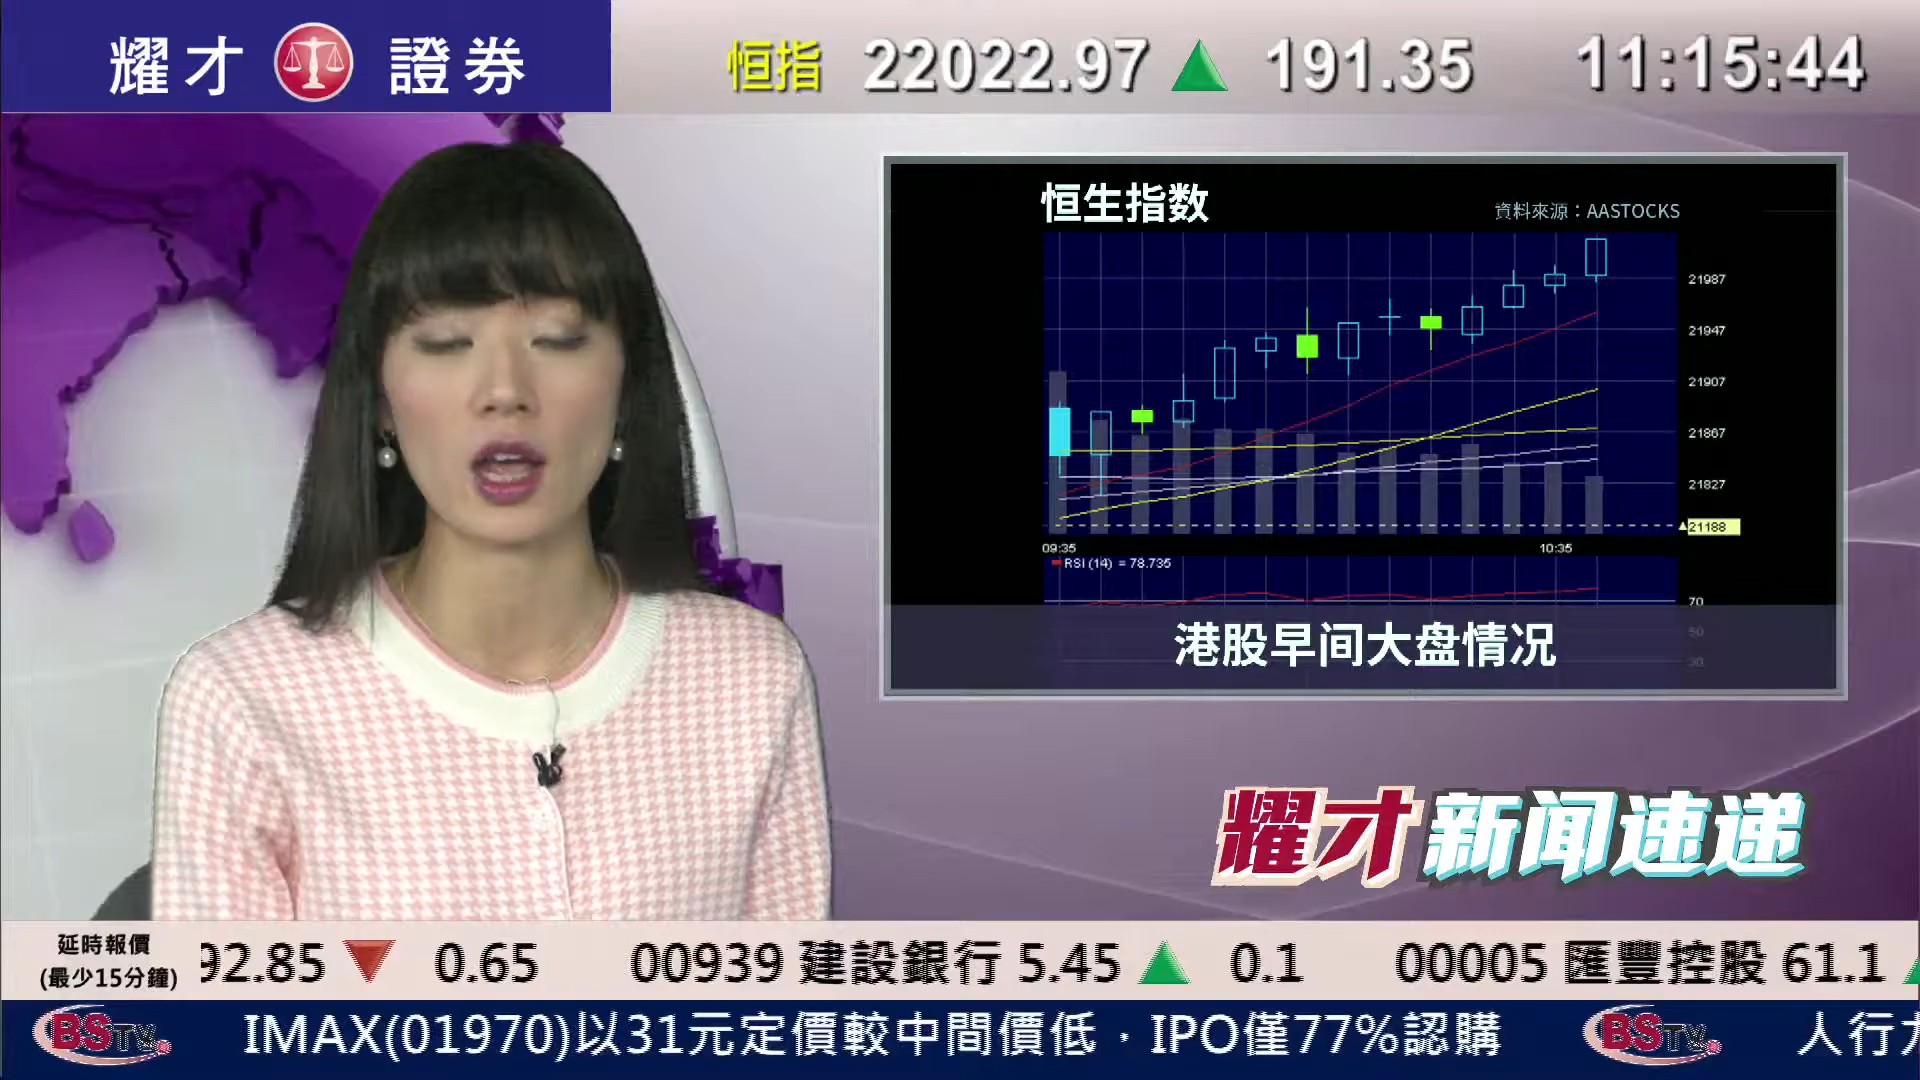 耀才 證券
恒指 22022.97 ▲ 191.35 11:15:44
恒生指数
資料來源：AASTOCKS
21987
21947
21907
21867
21827
21188
09:35 10:35
RSI (14) = 78.735
70
50
30
港股早间大盘情况
耀才新闻速递
延時報價
(最少15分鐘)
92.85 ▼ 0.65 00939 建設銀行 5.45 ▲ 0.1 00005 匯豐控股 61.1
BSTV IMAX(01970)以31元定價較中間價低，IPO僅77%認購 BSTV 人行